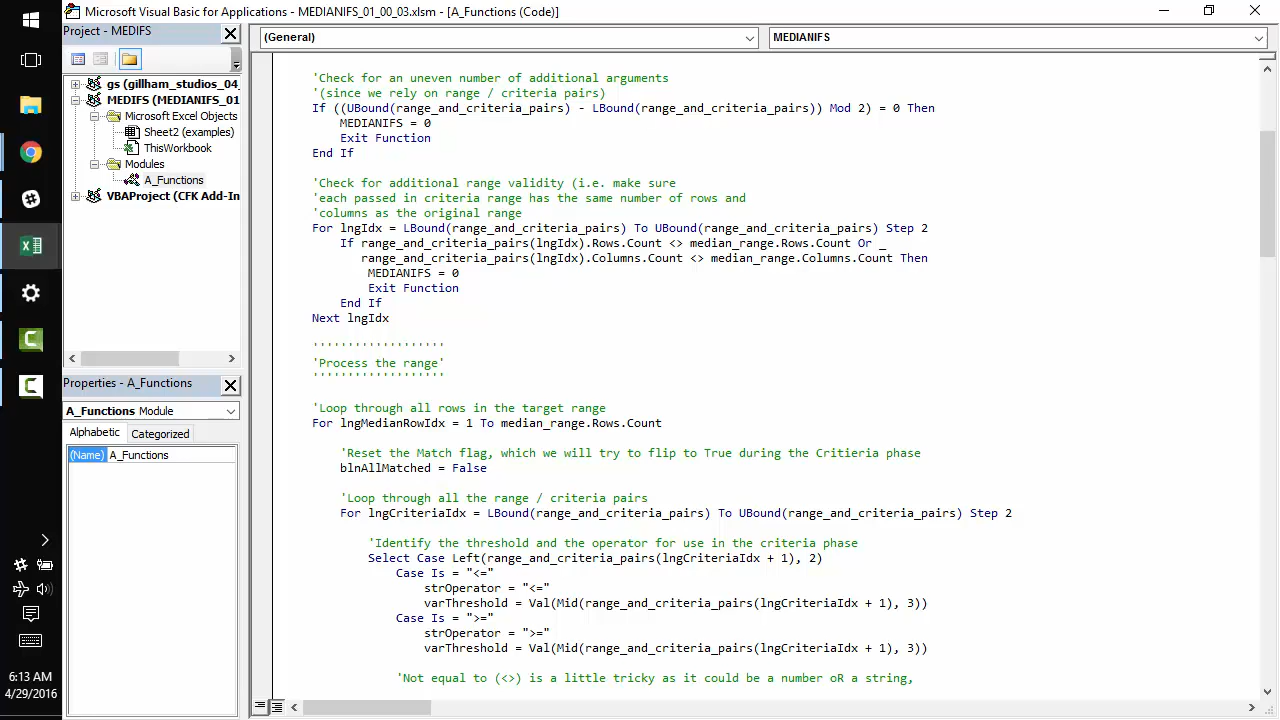 Microsoft Visual Basic for Applications - MEDIANIFS_01_00_03.xlsm - [A_Functions (Code)]
Project - MEDIFS
(General)
MEDIANIFS
gs (gillham_studios_04_
MEDIFS (MEDIANIFS_01
Microsoft Excel Objects
Sheet2 (examples)
ThisWorkbook
Modules
A_Functions
VBAProject (CFK Add-In
Properties - A_Functions
A_Functions Module
Alphabetic
Categorized
(Name) A_Functions
'Check for an uneven number of additional arguments
'(since we rely on range / criteria pairs)
If ((UBound(range_and_criteria_pairs) - LBound(range_and_criteria_pairs)) Mod 2) = 0 Then
MEDIANIFS = 0
Exit Function
End If
'Check for additional range validity (i.e. make sure
'each passed in criteria range has the same number of rows and
'columns as the original range
For lngIdx = LBound(range_and_criteria_pairs) To UBound(range_and_criteria_pairs) Step 2
If range_and_criteria_pairs(lngIdx).Rows.Count <> median_range.Rows.Count Or _
range_and_criteria_pairs(lngIdx).Columns.Count <> median_range.Columns.Count Then
MEDIANIFS = 0
Exit Function
End If
Next lngIdx
'''''''''''''''''''
'Process the range'
'''''''''''''''''''
'Loop through all rows in the target range
For lngMedianRowIdx = 1 To median_range.Rows.Count
'Reset the Match flag, which we will try to flip to True during the Critieria phase
blnAllMatched = False
'Loop through all the range / criteria pairs
For lngCriteriaIdx = LBound(range_and_criteria_pairs) To UBound(range_and_criteria_pairs) Step 2
'Identify the threshold and the operator for use in the criteria phase
Select Case Left(range_and_criteria_pairs(lngCriteriaIdx + 1), 2)
Case Is = "<="
strOperator = "<="
varThreshold = Val(Mid(range_and_criteria_pairs(lngCriteriaIdx + 1), 3))
Case Is = ">="
strOperator = ">="
varThreshold = Val(Mid(range_and_criteria_pairs(lngCriteriaIdx + 1), 3))
'Not equal to (<>) is a little tricky as it could be a number oR a string,
6:13 AM
4/29/2016